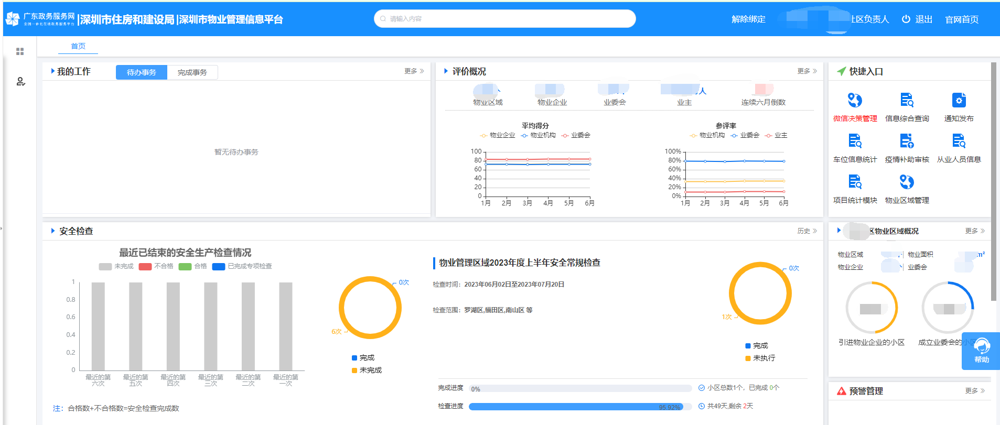 广东政务服务网
全国一体化在线政务服务平台
|深圳市住房和建设局|深圳市物业管理信息平台
请输入内容
解除绑定
社区负责人
退出
官网首页
首页
我的工作
待办事务
完成事务
更多
暂无待办事务
评价概况
更多
人
物业区域
物业企业
业委会
业主
连续六月倒数
平均得分
物业企业 物业机构 业委会
100
80
60
40
20
0
1月 2月 3月 4月 5月 6月
参评率
物业机构 业委会 业主
100%
80%
60%
40%
20%
0%
1月 2月 3月 4月 5月 6月
快捷入口
微信决策管理
信息综合查询
通知发布
车位信息统计
疫情补助审核
从业人员信息
项目统计模块
物业区域管理
安全检查
历史
最近已结束的安全生产检查情况
未完成 不合格 合格 已完成专项检查
1
0.8
0.6
0.4
0.2
0
最近的第六次
最近的第五次
最近的第四次
最近的第三次
最近的第二次
最近的第一次
注：合格数+不合格数=安全检查完成数
0次
6次
完成
未完成
物业管理区域2023年度上半年安全常规检查
检查时间：2023年06月02日至2023年07月20日
检查范围：罗湖区,福田区,南山区 等
0次
1次
完成
未执行
完成进度
0%
小区总数1个，已完成 0个
检查进度
95.92%
共49天,剩余 2天
区物业区域概况
更多
物业区域
物业面积
m²
物业企业
业委会
引进物业企业的小区
成立业委会的小区
帮助
预警管理
更多